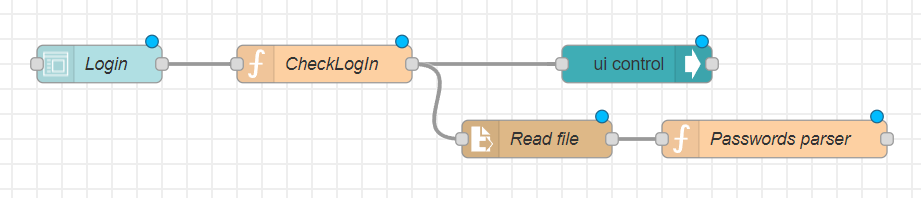 Login
CheckLogIn
ui control
Read file
Passwords parser